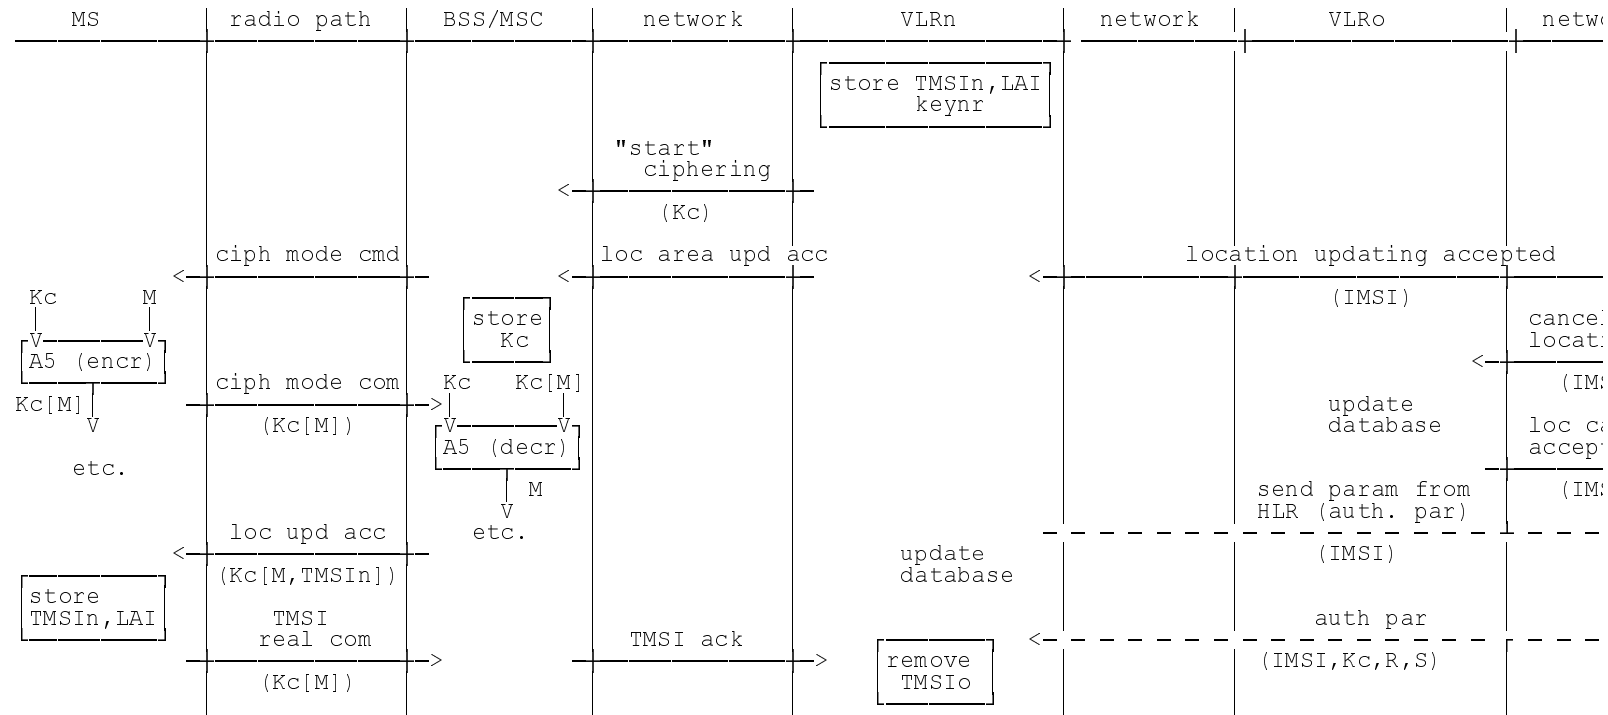 MS radio path BSS/MSC network VLRn network VLRo
store TMSIn,LAI
keynr
"start"
ciphering
(Kc)
ciph mode cmd loc area upd acc location updating accepted
Kc M (IMSI)
store
Kc
A5 (encr)
ciph mode com Kc Kc[M]
Kc[M] update
(Kc[M]) database
A5 (decr)
etc.
M send param from
HLR (auth. par)
loc upd acc etc.
update (IMSI)
(Kc[M,TMSIn]) database
store
TMSIn,LAI TMSI auth par
real com TMSI ack
remove (IMSI,Kc,R,S)
(Kc[M]) TMSIo